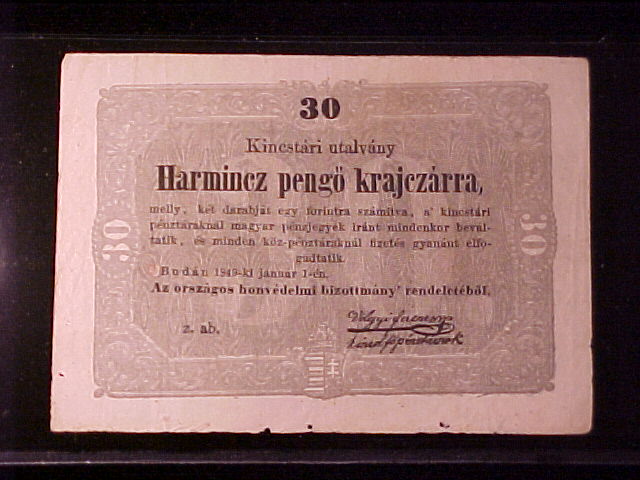 30
Kincstári utalvány
Harmincz pengő krajczárra,
melly, két darabját egy forintra számítva, a' kincstári
pénztáraknál magyar pénzjegyek iránt mindenkor bevál-
tatik, és minden köz-pénztáraknál fizetés gyanánt elfo-
gadtatik.
Budán 1849-ki január 1-én.
Az országos honvédelmi bizottmány' rendeletéből,
z. ab.
30
30